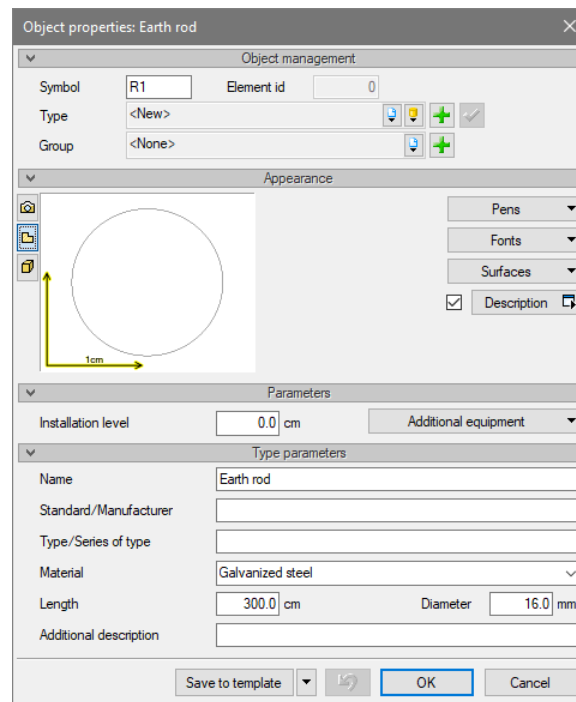 Object properties: Earth rod
Object management
Symbol R1 Element id 0
Type <New>
Group <None>
Appearance
Pens
Fonts
Surfaces
Description
1cm
Parameters
Installation level 0.0 cm Additional equipment
Type parameters
Name Earth rod
Standard/Manufacturer
Type/Series of type
Material Galvanized steel
Length 300.0 cm Diameter 16.0 mm
Additional description
Save to template OK Cancel